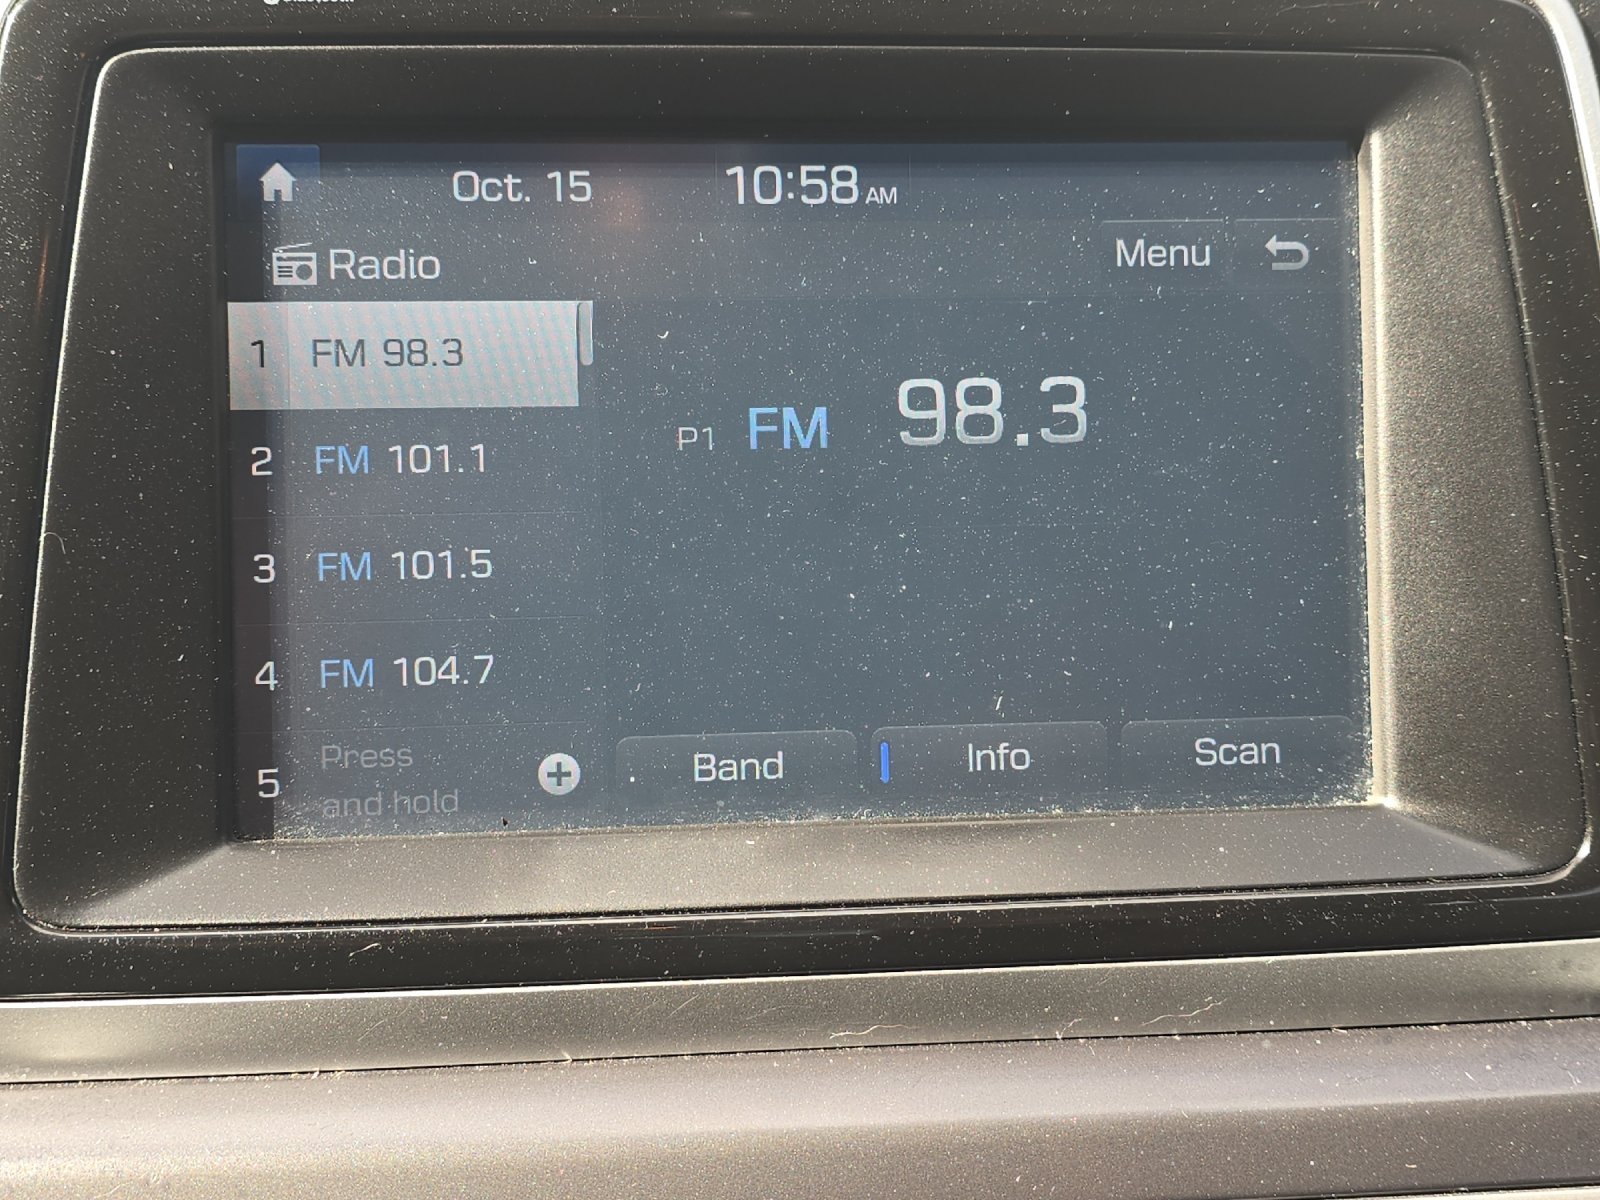 Oct. 15 10:58 AM
Radio
Menu
1 FM 98.3
P1 FM 98.3
2 FM 101.1
3 FM 101.5
4 FM 104.7
5 Press
and hold
Band
Info
Scan